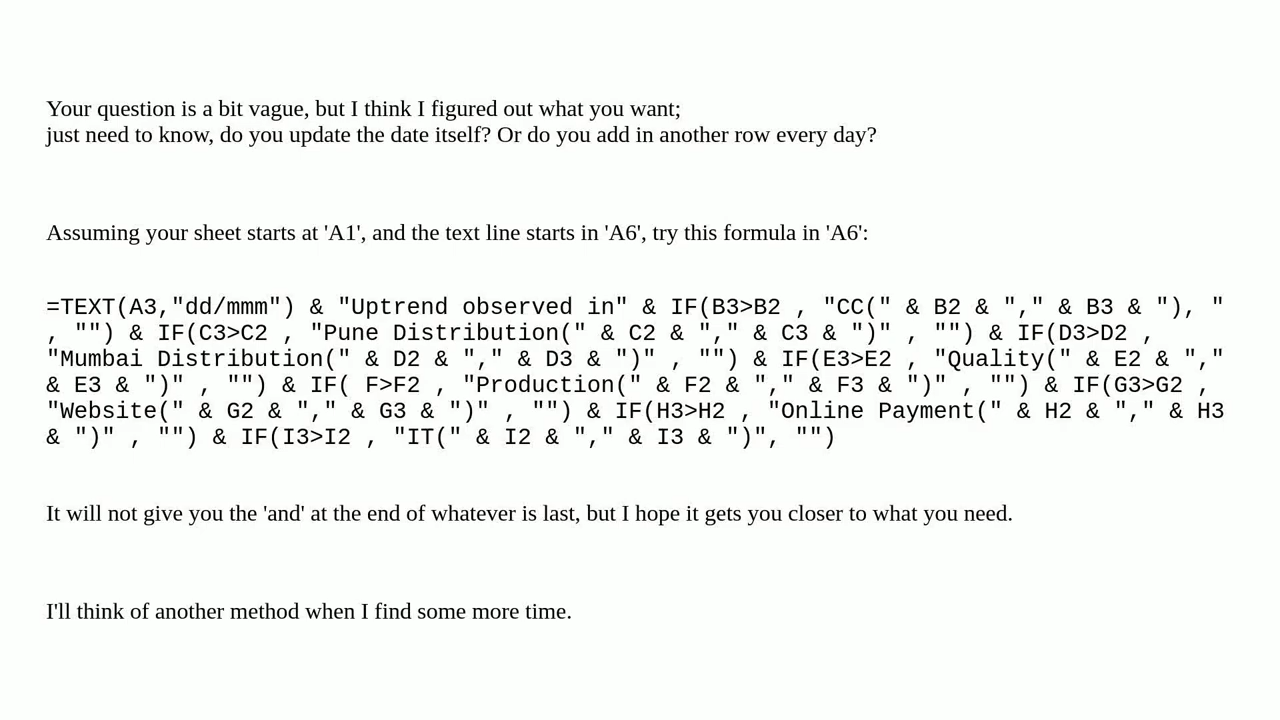 Your question is a bit vague, but I think I figured out what you want;
just need to know, do you update the date itself? Or do you add in another row every day?
Assuming your sheet starts at 'A1', and the text line starts in 'A6', try this formula in 'A6':
=TEXT(A3,"dd/mmm") & "Uptrend observed in" & IF(B3>B2 , "CC(" & B2 & "," & B3 & "), "
, "") & IF(C3>C2 , "Pune Distribution(" & C2 & "," & C3 & ")" , "") & IF(D3>D2 ,
"Mumbai Distribution(" & D2 & "," & D3 & ")" , "") & IF(E3>E2 , "Quality(" & E2 & ","
& E3 & ")" , "") & IF( F>F2 , "Production(" & F2 & "," & F3 & ")" , "") & IF(G3>G2 ,
"Website(" & G2 & "," & G3 & ")" , "") & IF(H3>H2 , "Online Payment(" & H2 & "," & H3
& ")" , "") & IF(I3>I2 , "IT(" & I2 & "," & I3 & ")", "")
It will not give you the 'and' at the end of whatever is last, but I hope it gets you closer to what you need.
I'll think of another method when I find some more time.